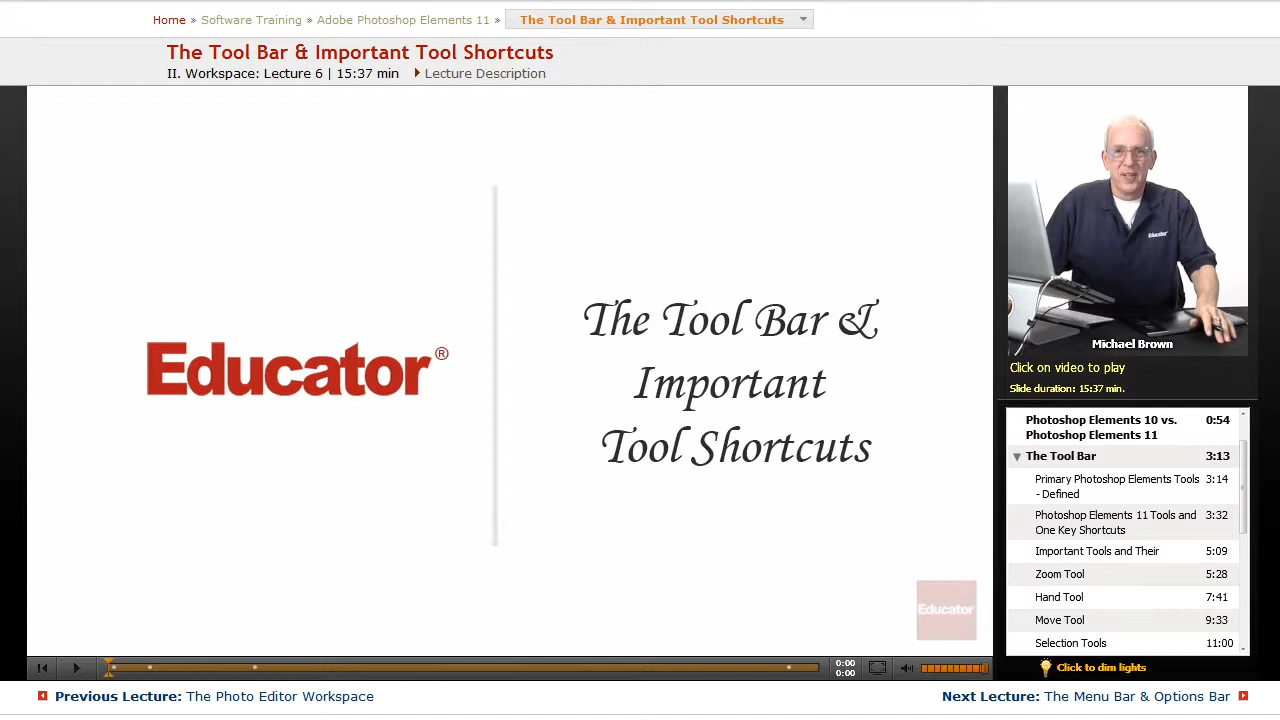 Home » Software Training » Adobe Photoshop Elements 11 » The Tool Bar & Important Tool Shortcuts
The Tool Bar & Important Tool Shortcuts
II. Workspace: Lecture 6 | 15:37 min Lecture Description
Educator®
The Tool Bar &
Important
Tool Shortcuts
Educator
Educator
Michael Brown
Click on video to play
Slide duration: 15:37 min.
Photoshop Elements 10 vs. 0:54
Photoshop Elements 11
The Tool Bar 3:13
Primary Photoshop Elements Tools 3:14
- Defined
Photoshop Elements 11 Tools and 3:32
One Key Shortcuts
Important Tools and Their 5:09
Zoom Tool 5:28
Hand Tool 7:41
Move Tool 9:33
Selection Tools 11:00
0:00
0:00
Click to dim lights
Previous Lecture: The Photo Editor Workspace
Next Lecture: The Menu Bar & Options Bar